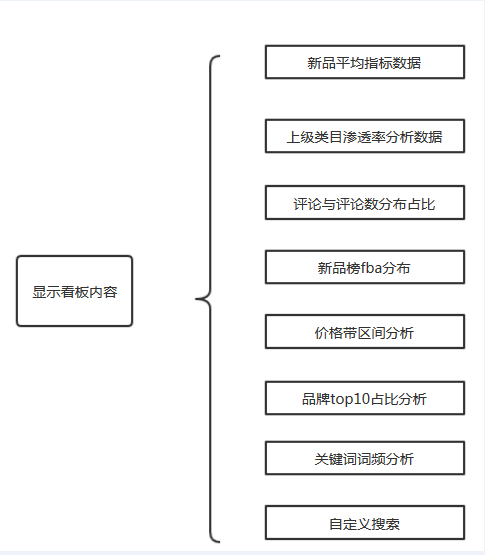 新品平均指标数据
上级类目渗透率分析数据
评论与评论数分布占比
新品榜fba分布
显示看板内容
价格带区间分析
品牌top10占比分析
关键词词频分析
自定义搜索